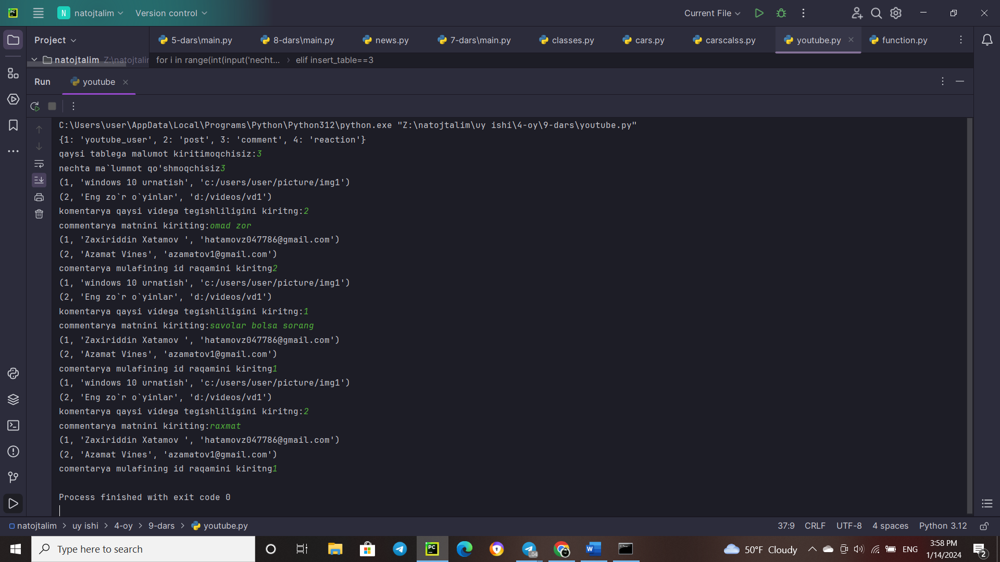 PC
N natojtalim Version control Current File
Project 5-dars\main.py 8-dars\main.py news.py 7-dars\main.py classes.py cars.py carscalss.py youtube.py function.py
natojtalim Z:\natojtalim for i in range(int(input('necht... elif insert_table==3
Run youtube
C:\Users\user\AppData\Local\Programs\Python\Python312\python.exe "Z:\natojtalim\uy ishi\4-oy\9-dars\youtube.py"
{1: 'youtube_user', 2: 'post', 3: 'comment', 4: 'reaction'}
qaysi tablega malumot kiritimoqchisiz:3
nechta ma`lummot qo'shmoqchisiz3
(1, 'windows 10 urnatish', 'c:/users/user/picture/img1')
(2, 'Eng zo`r o`yinlar', 'd:/videos/vd1')
komentarya qaysi videga tegishliligini kiritng:2
commentarya matnini kiriting:omad zor
(1, 'Zaxiriddin Xatamov ', 'hatamovz047786@gmail.com')
(2, 'Azamat Vines', 'azamatov1@gmail.com')
comentarya mulafining id raqamini kiritng2
(1, 'windows 10 urnatish', 'c:/users/user/picture/img1')
(2, 'Eng zo`r o`yinlar', 'd:/videos/vd1')
komentarya qaysi videga tegishliligini kiritng:1
commentarya matnini kiriting:savolar bolsa sorang
(1, 'Zaxiriddin Xatamov ', 'hatamovz047786@gmail.com')
(2, 'Azamat Vines', 'azamatov1@gmail.com')
comentarya mulafining id raqamini kiritng1
(1, 'windows 10 urnatish', 'c:/users/user/picture/img1')
(2, 'Eng zo`r o`yinlar', 'd:/videos/vd1')
komentarya qaysi videga tegishliligini kiritng:2
commentarya matnini kiriting:raxmat
(1, 'Zaxiriddin Xatamov ', 'hatamovz047786@gmail.com')
(2, 'Azamat Vines', 'azamatov1@gmail.com')
comentarya mulafining id raqamini kiritng1
Process finished with exit code 0
natojtalim > uy ishi > 4-oy > 9-dars > youtube.py 37:9 CRLF UTF-8 4 spaces Python 3.12
Type here to search PC ..04 W 50°F Cloudy ENG 3:58 PM
1/14/2024 2